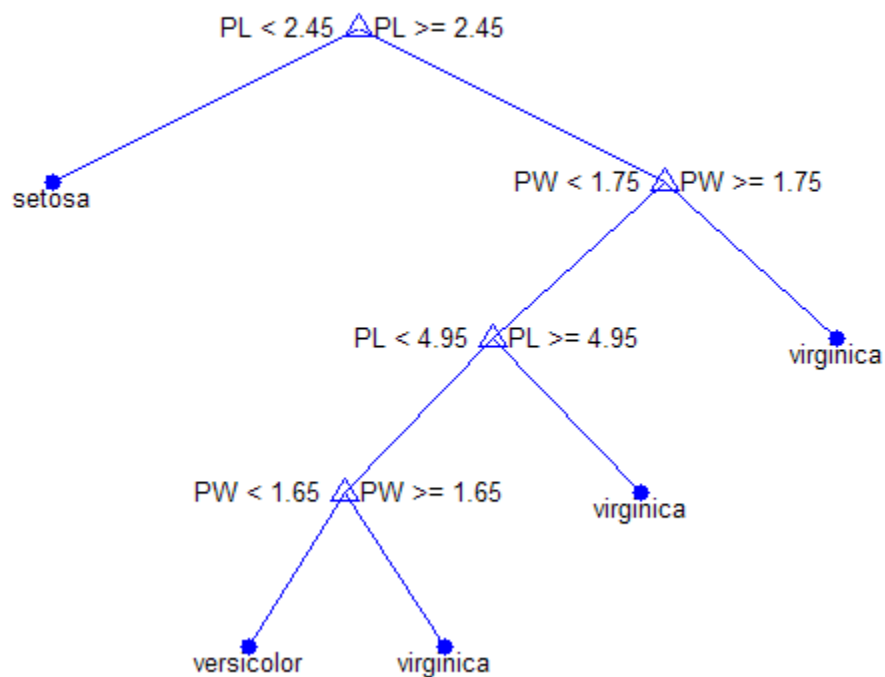 PL < 2.45 PL >= 2.45
setosa
PW < 1.75 PW >= 1.75
PL < 4.95 PL >= 4.95
virginica
PW < 1.65 PW >= 1.65
virginica
versicolor
virginica